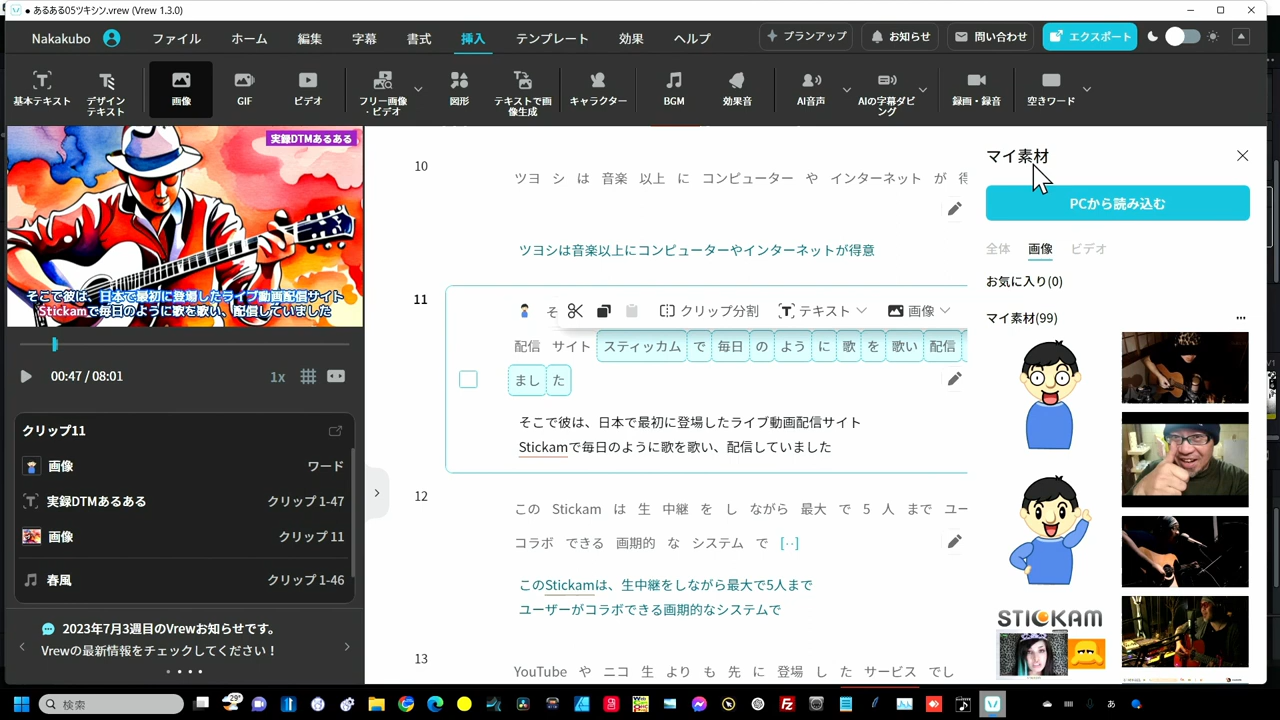 あるある05ツキシン.vrew (Vrew 1.3.0)
Nakakubo
ファイル
ホーム
編集
字幕
書式
挿入
テンプレート
効果
ヘルプ
プランアップ
お知らせ
問い合わせ
エクスポート
基本テキスト
デザイン
テキスト
画像
GIF
ビデオ
フリー画像
・ビデオ
図形
テキストで画
像生成
キャラクター
BGM
効果音
AI音声
AIの字幕ダビ
ング
録画・録音
空きワード
実録DTMあるある
そこで彼は、日本で最初に登場したライブ動画配信サイト
Stickamで毎日のように歌を歌い、配信していました
00:47 / 08:01
1x
クリップ11
画像 ワード
実録DTMあるある クリップ 1-47
画像 クリップ 11
春風 クリップ 1-46
2023年7月3週目のVrewお知らせです。
Vrewの最新情報をチェックしてください！
10
ツヨ シ は 音楽 以上 に コンピューター や インターネット が 得
ツヨシは音楽以上にコンピューターやインターネットが得意
11
そ
クリップ分割
テキスト
画像
配信 サイト スティッカム で 毎日 の よう に 歌 を 歌い 配信
まし た
そこで彼は、日本で最初に登場したライブ動画配信サイト
Stickamで毎日のように歌を歌い、配信していました
12
この Stickam は 生 中継 を し ながら 最大 で 5 人 まで ユー
コラボ できる 画期的 な システム で [··]
このStickamは、生中継をしながら最大で5人まで
ユーザーがコラボできる画期的なシステムで
13
YouTube や ニコ 生 より も 先 に 登場 し た サービス でし
マイ素材
PCから読み込む
全体
画像
ビデオ
お気に入り(0)
マイ素材(99)
STICKAM
検索
29°
あ